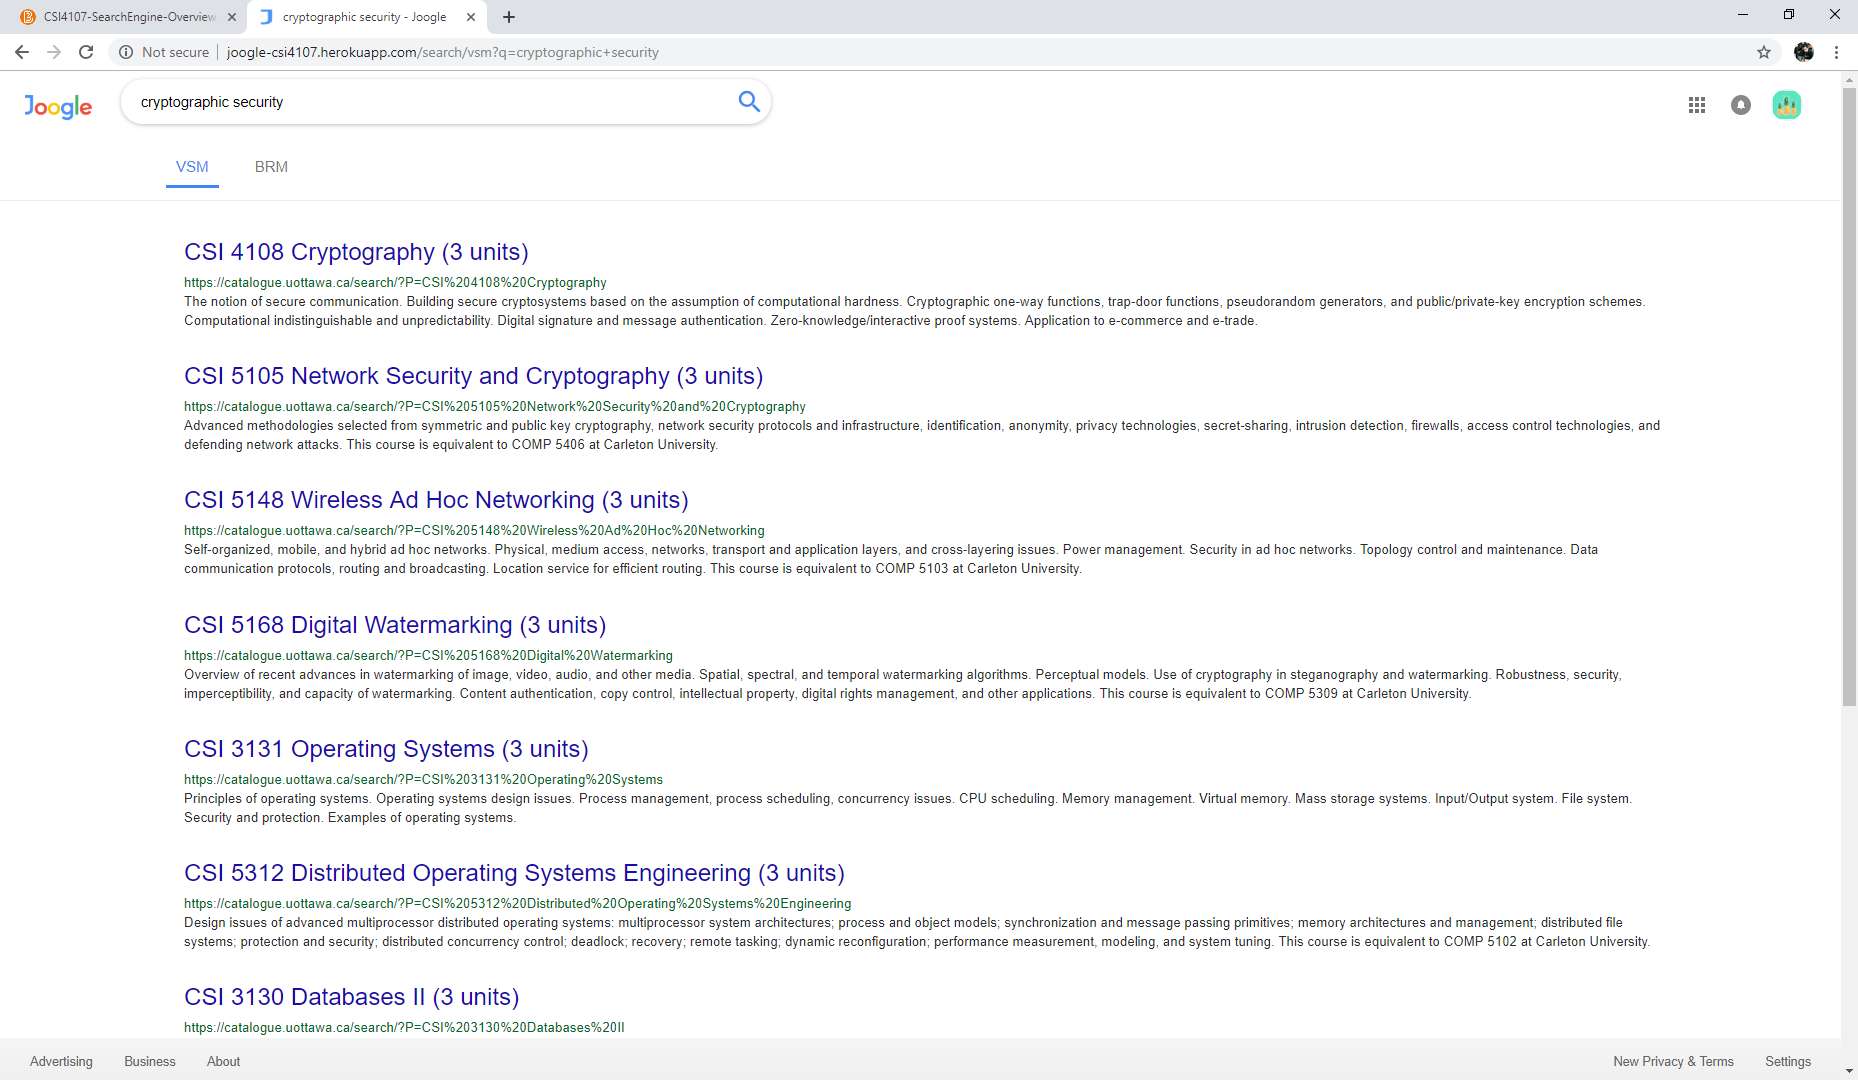 CSI4107-SearchEngine-Overview
cryptographic security - Joogle
Not secure
joogle-csi4107.herokuapp.com/search/vsm?q=cryptographic+security
Joogle
cryptographic security
VSM
BRM
CSI 4108 Cryptography (3 units)
https://catalogue.uottawa.ca/search/?P=CSI%204108%20Cryptography
The notion of secure communication. Building secure cryptosystems based on the assumption of computational hardness. Cryptographic one-way functions, trap-door functions, pseudorandom generators, and public/private-key encryption schemes.
Computational indistinguishable and unpredictability. Digital signature and message authentication. Zero-knowledge/interactive proof systems. Application to e-commerce and e-trade.
CSI 5105 Network Security and Cryptography (3 units)
https://catalogue.uottawa.ca/search/?P=CSI%205105%20Network%20Security%20and%20Cryptography
Advanced methodologies selected from symmetric and public key cryptography, network security protocols and infrastructure, identification, anonymity, privacy technologies, secret-sharing, intrusion detection, firewalls, access control technologies, and
defending network attacks. This course is equivalent to COMP 5406 at Carleton University.
CSI 5148 Wireless Ad Hoc Networking (3 units)
https://catalogue.uottawa.ca/search/?P=CSI%205148%20Wireless%20Ad%20Hoc%20Networking
Self-organized, mobile, and hybrid ad hoc networks. Physical, medium access, networks, transport and application layers, and cross-layering issues. Power management. Security in ad hoc networks. Topology control and maintenance. Data
communication protocols, routing and broadcasting. Location service for efficient routing. This course is equivalent to COMP 5103 at Carleton University.
CSI 5168 Digital Watermarking (3 units)
https://catalogue.uottawa.ca/search/?P=CSI%205168%20Digital%20Watermarking
Overview of recent advances in watermarking of image, video, audio, and other media. Spatial, spectral, and temporal watermarking algorithms. Perceptual models. Use of cryptography in steganography and watermarking. Robustness, security,
imperceptibility, and capacity of watermarking. Content authentication, copy control, intellectual property, digital rights management, and other applications. This course is equivalent to COMP 5309 at Carleton University.
CSI 3131 Operating Systems (3 units)
https://catalogue.uottawa.ca/search/?P=CSI%203131%20Operating%20Systems
Principles of operating systems. Operating systems design issues. Process management, process scheduling, concurrency issues. CPU scheduling. Memory management. Virtual memory. Mass storage systems. Input/Output system. File system.
Security and protection. Examples of operating systems.
CSI 5312 Distributed Operating Systems Engineering (3 units)
https://catalogue.uottawa.ca/search/?P=CSI%205312%20Distributed%20Operating%20Systems%20Engineering
Design issues of advanced multiprocessor distributed operating systems: multiprocessor system architectures; process and object models; synchronization and message passing primitives; memory architectures and management; distributed file
systems; protection and security; distributed concurrency control; deadlock; recovery; remote tasking; dynamic reconfiguration; performance measurement, modeling, and system tuning. This course is equivalent to COMP 5102 at Carleton University.
CSI 3130 Databases II (3 units)
https://catalogue.uottawa.ca/search/?P=CSI%203130%20Databases%20II
Advertising
Business
About
New Privacy & Terms
Settings